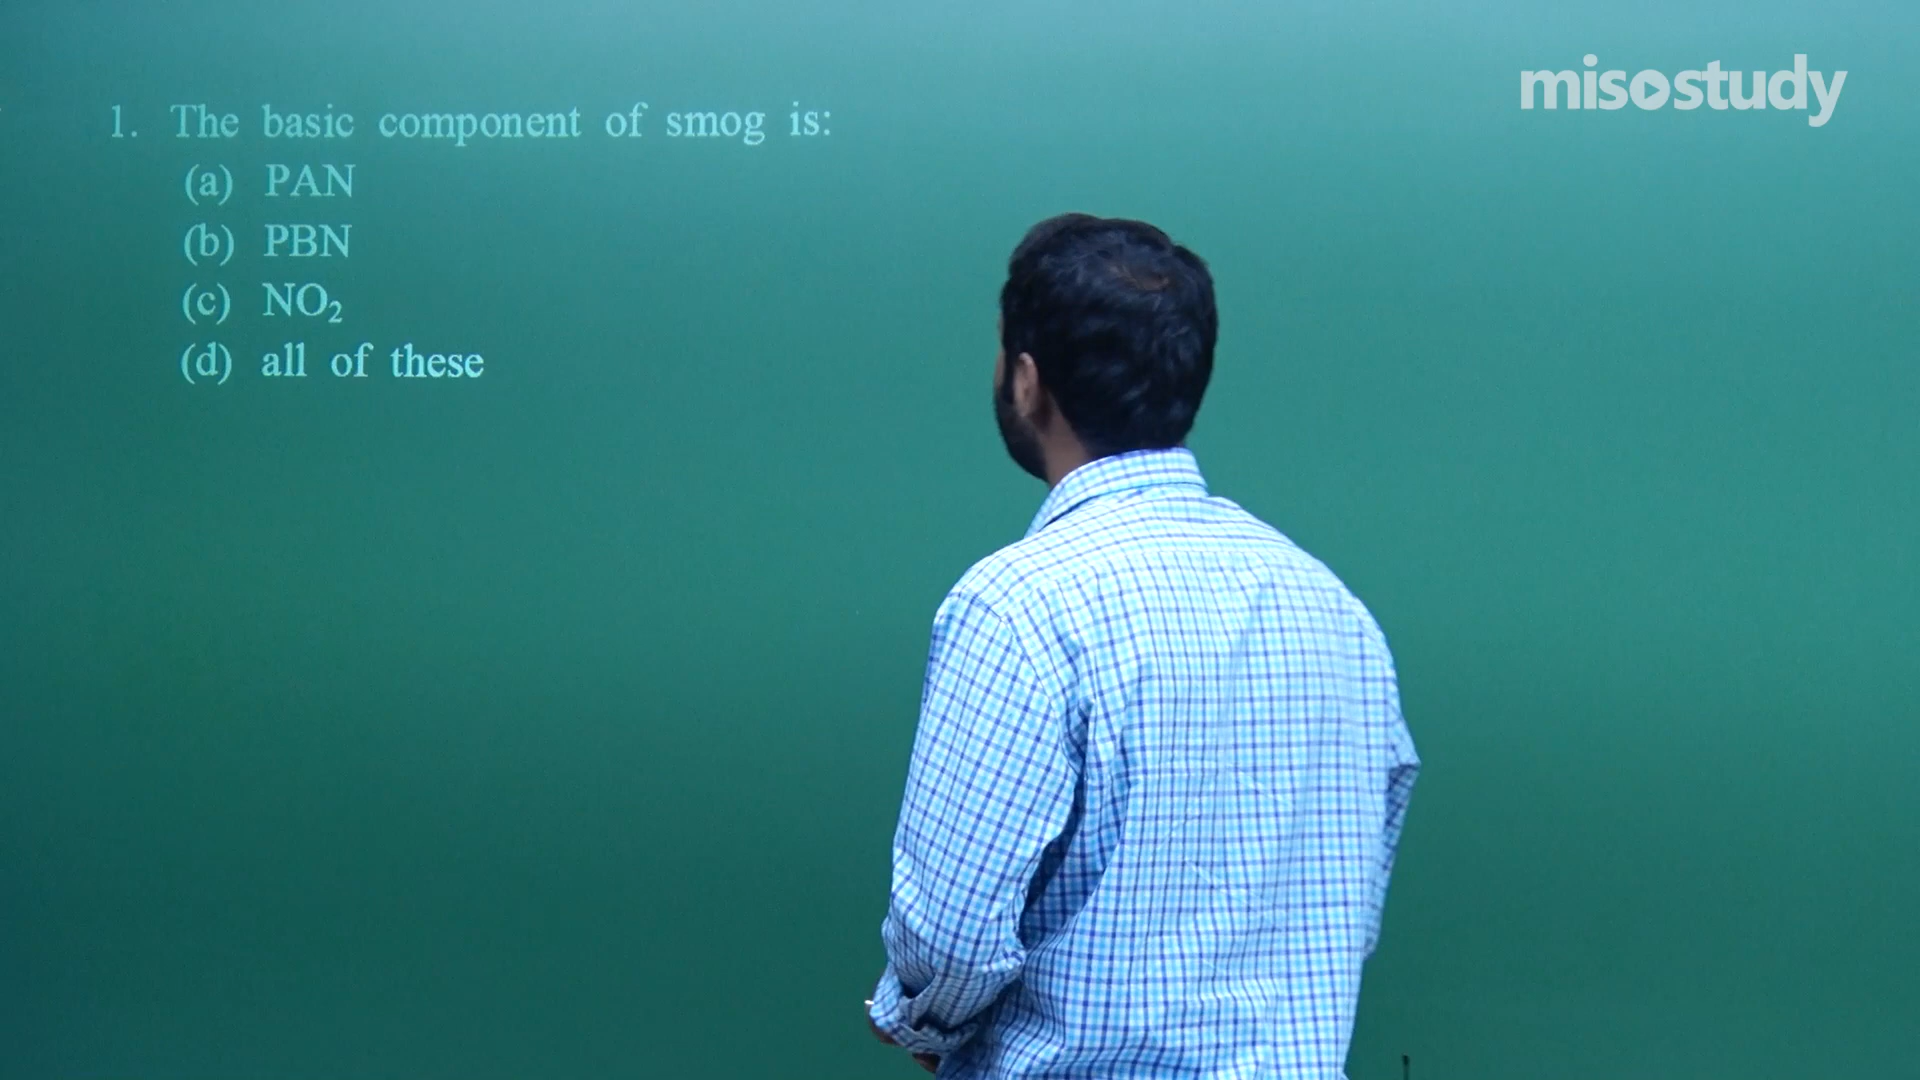 misostudy
1. The basic component of smog is:
(a) PAN
(b) PBN
(c) NO₂
(d) all of these